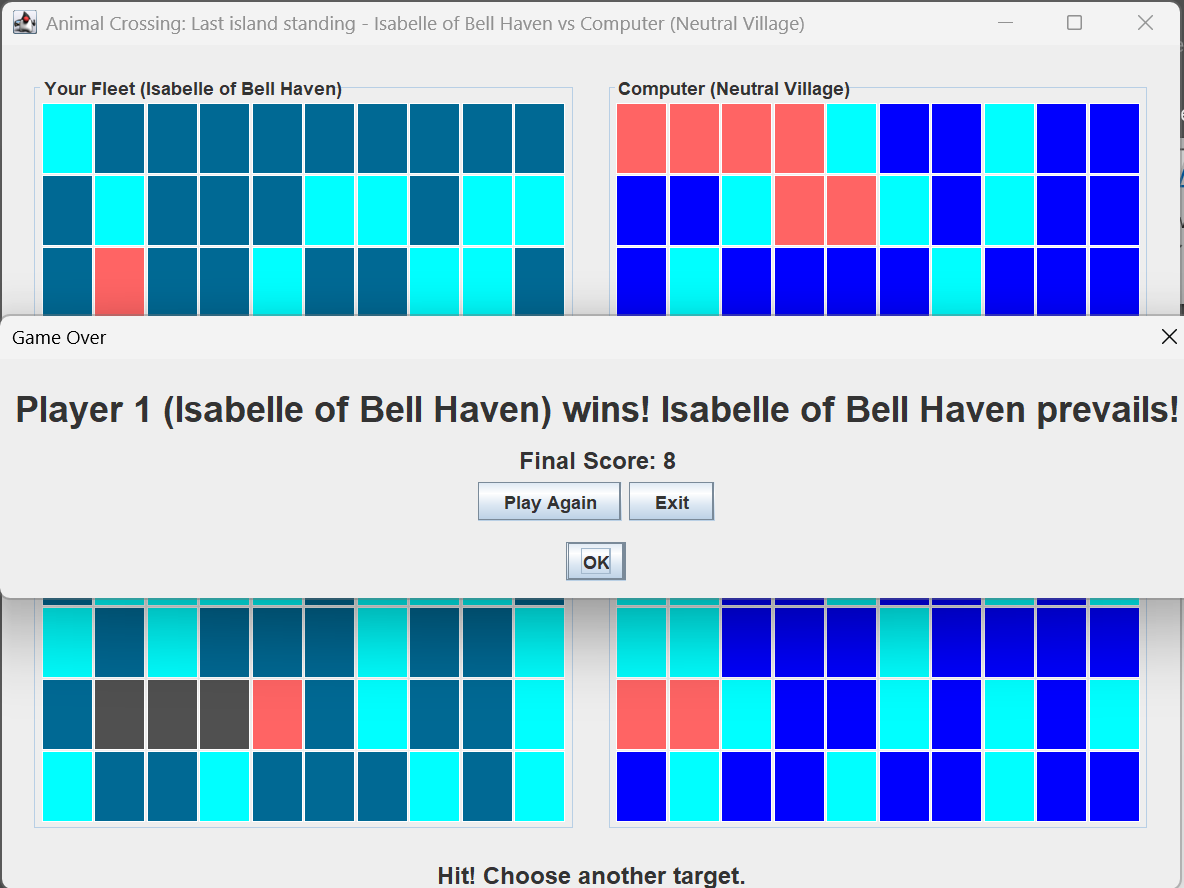 Animal Crossing: Last island standing - Isabelle of Bell Haven vs Computer (Neutral Village)
Your Fleet (Isabelle of Bell Haven)
Computer (Neutral Village)
Game Over
Player 1 (Isabelle of Bell Haven) wins! Isabelle of Bell Haven prevails!
Final Score: 8
Play Again
Exit
OK
Hit! Choose another target.